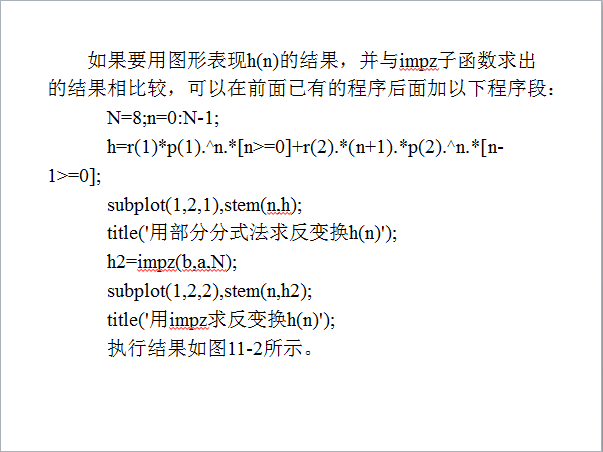 如果要用图形表现h(n)的结果，并与impz子函数求出
的结果相比较，可以在前面已有的程序后面加以下程序段：
N=8;n=0:N-1;
h=r(1)*p(1).^n.*[n>=0]+r(2).*(n+1).*p(2).^n.*[n-
1>=0];
subplot(1,2,1),stem(n,h);
title('用部分分式法求反变换h(n)');
h2=impz(b,a,N);
subplot(1,2,2),stem(n,h2);
title('用impz求反变换h(n)');
执行结果如图11-2所示。